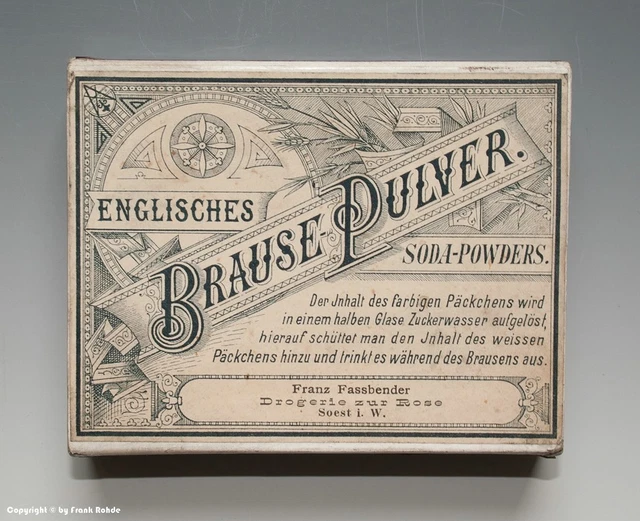 ENGLISCHES
BRAUSE-PULVER.
SODA-POWDERS.
Der Jnhalt des farbigen Päckchens wird
in einem halben Glase Zuckerwasser aufgelöst,
hierauf schüttet man den Jnhalt des weissen
Päckchens hinzu und trinkt es während des Brausens aus.
Franz Fassbender
Drogerie zur Rose
Soest i. W.
Copyright © by Frank Rohde